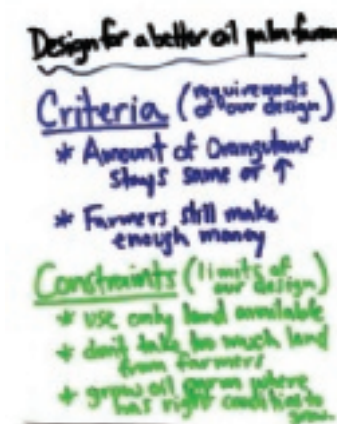 Design for a better oil palm farm
Criteria (requirements
of our design)
* Amount of Orangutans
stays same or ↑
* Farmers still make
enough money
Constraints (limits of
our design)
* use only land available
* don't take too much land
from farmers
* grow oil where
has right conditions to
grow.